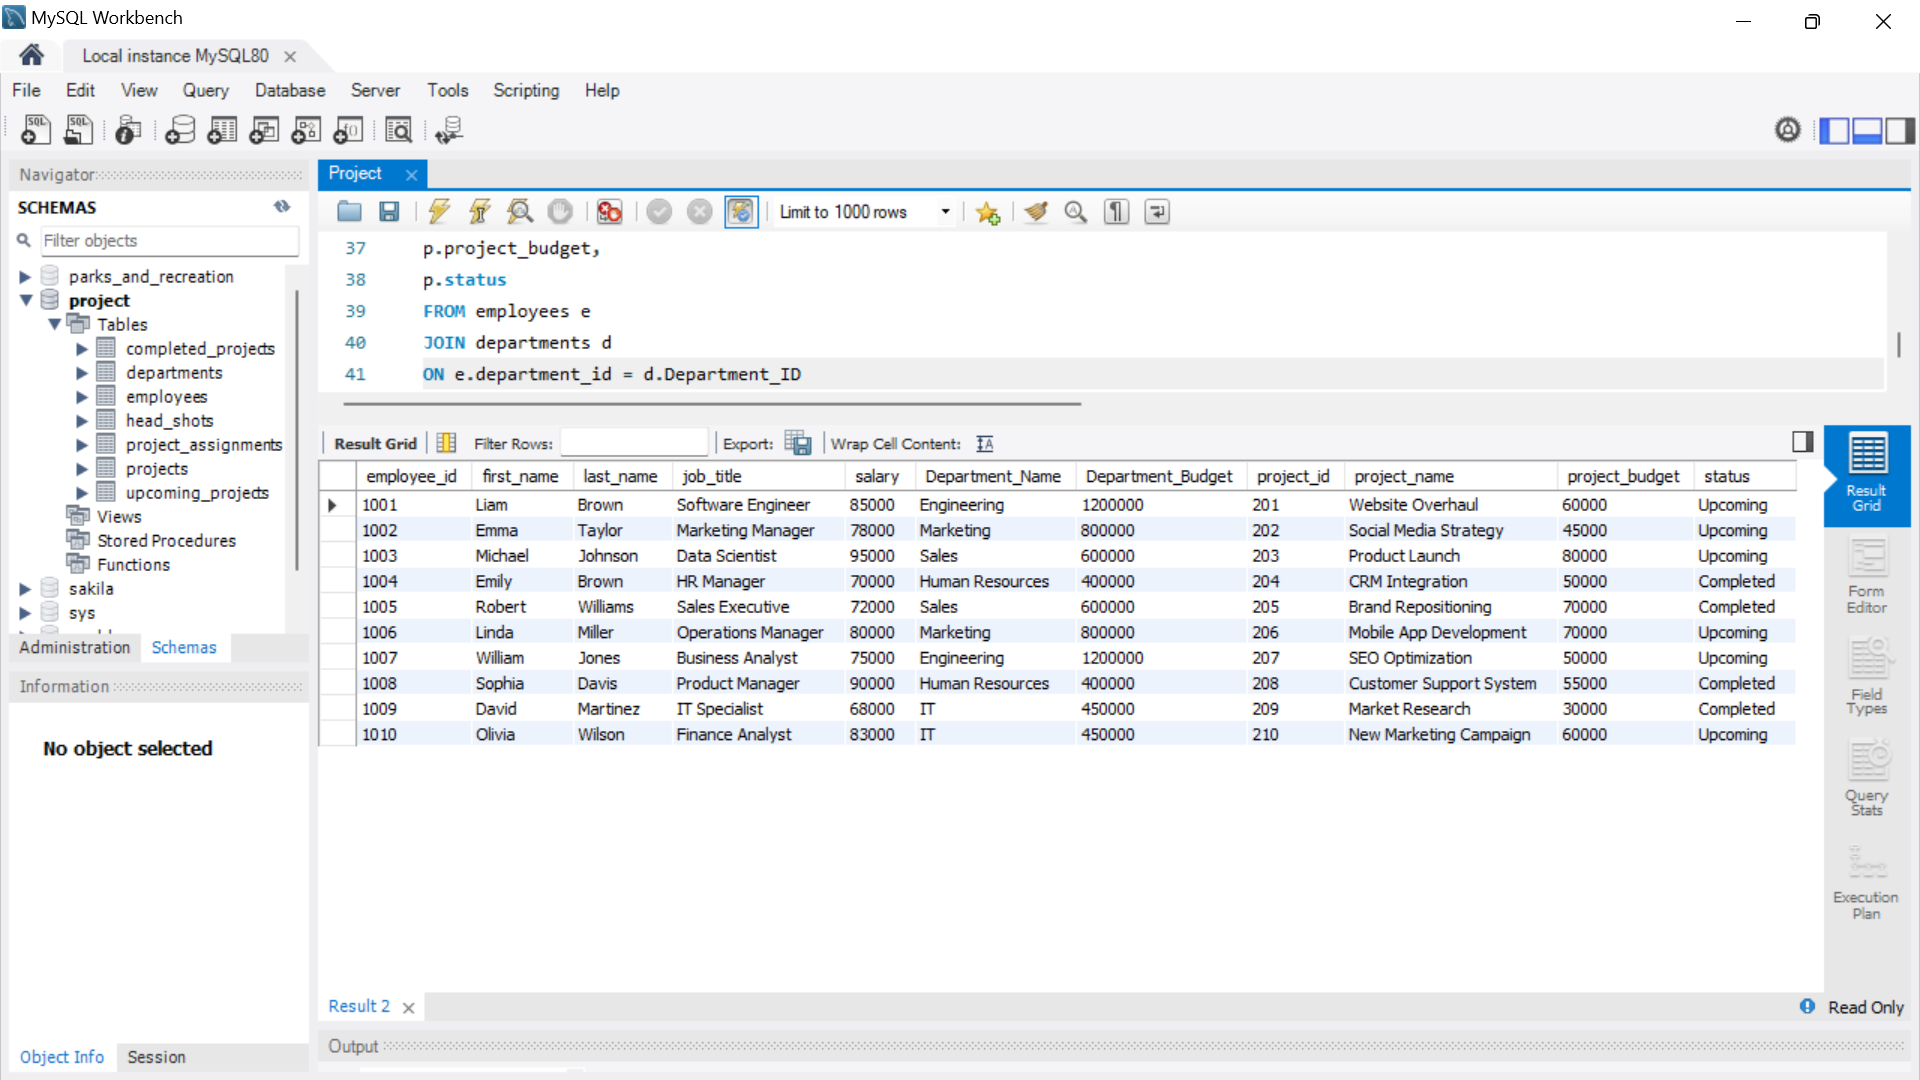 MySQL Workbench
Local instance MySQL80
File Edit View Query Database Server Tools Scripting Help
Navigator
SCHEMAS
Filter objects
parks_and_recreation
project
Tables
completed_projects
departments
employees
head_shots
project_assignments
projects
upcoming_projects
Views
Stored Procedures
Functions
sakila
sys
Administration Schemas
Information
No object selected
Object Info Session
Project
Limit to 1000 rows
37 p.project_budget,
38 p.status
39 FROM employees e
40 JOIN departments d
41 ON e.department_id = d.Department_ID
Result Grid Filter Rows: Export: Wrap Cell Content:
employee_id first_name last_name job_title salary Department_Name Department_Budget project_id project_name project_budget status
1001 Liam Brown Software Engineer 85000 Engineering 1200000 201 Website Overhaul 60000 Upcoming
1002 Emma Taylor Marketing Manager 78000 Marketing 800000 202 Social Media Strategy 45000 Upcoming
1003 Michael Johnson Data Scientist 95000 Sales 600000 203 Product Launch 80000 Upcoming
1004 Emily Brown HR Manager 70000 Human Resources 400000 204 CRM Integration 50000 Completed
1005 Robert Williams Sales Executive 72000 Sales 600000 205 Brand Repositioning 70000 Completed
1006 Linda Miller Operations Manager 80000 Marketing 800000 206 Mobile App Development 70000 Upcoming
1007 William Jones Business Analyst 75000 Engineering 1200000 207 SEO Optimization 50000 Upcoming
1008 Sophia Davis Product Manager 90000 Human Resources 400000 208 Customer Support System 55000 Completed
1009 David Martinez IT Specialist 68000 IT 450000 209 Market Research 30000 Completed
1010 Olivia Wilson Finance Analyst 83000 IT 450000 210 New Marketing Campaign 60000 Upcoming
Result
Grid
Form
Editor
Field
Types
Query
Stats
Execution
Plan
Result 2
Read Only
Output